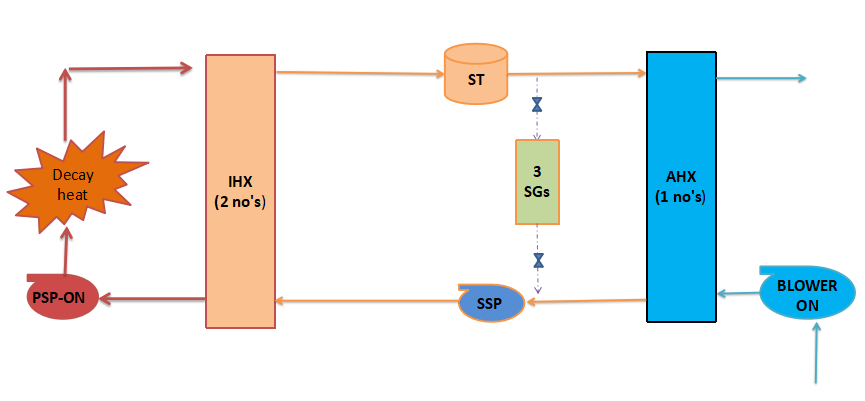 ST
Decay
heat
IHX
(2 no's)
3
SGs
AHX
(1 no's)
PSP-ON
SSP
BLOWER
ON